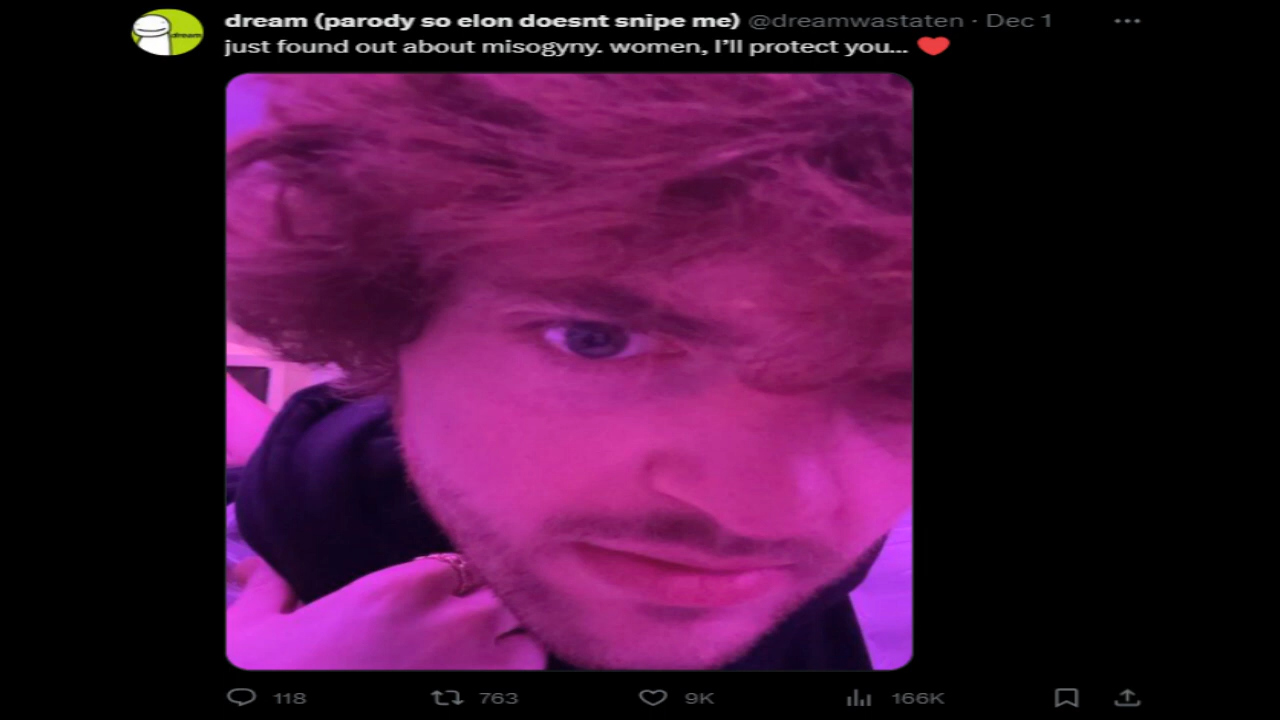 dream (parody so elon doesnt snipe me) @dreamwastaten · Dec 1
just found out about misogyny. women, I'll protect you... ❤️
dream
118 763 9K 166K